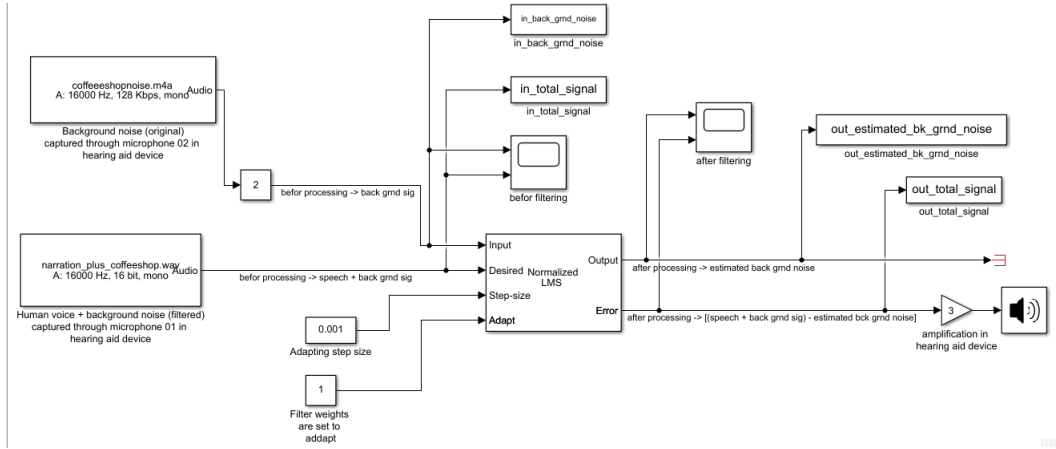 in_back_grnd_noise
in_back_grnd_noise
coffeeeshopnoise.m4a
A: 16000 Hz, 128 Kbps, mono
Audio
Background noise (original)
captured through microphone 02 in
hearing aid device
in_total_signal
in_total_signal
befor filtering
after filtering
out_estimated_bk_grnd_noise
out_estimated_bk_grnd_noise
out_total_signal
out_total_signal
2
befor processing -> back grnd sig
narration_plus_coffeshop.wav
A: 16000 Hz, 16 bit, mono
Audio
Human voice + background noise (filtered)
captured through microphone 01 in
hearing aid device
befor processing -> speech + back grnd sig
Input
Desired
Step-size
Adapt
Normalized
LMS
Output
Error
after processing -> estimated back grnd noise
after processing -> [(speech + back grnd sig) - estimated bck grnd noise]
3
amplification in
hearing aid device
0.001
Adapting step size
1
Filter weights
are set to
addapt